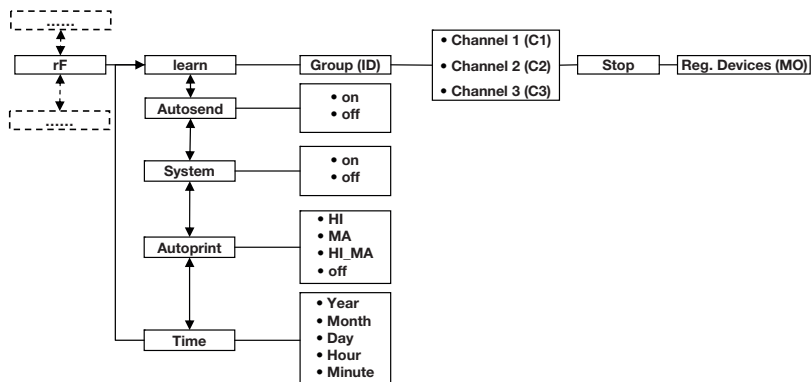 ......
rF
......
learn
Group (ID)
• Channel 1 (C1)
• Channel 2 (C2)
• Channel 3 (C3)
Stop
Reg. Devices (MO)
Autosend
• on
• off
System
• on
• off
Autoprint
• HI
• MA
• HI_MA
• off
Time
• Year
• Month
• Day
• Hour
• Minute